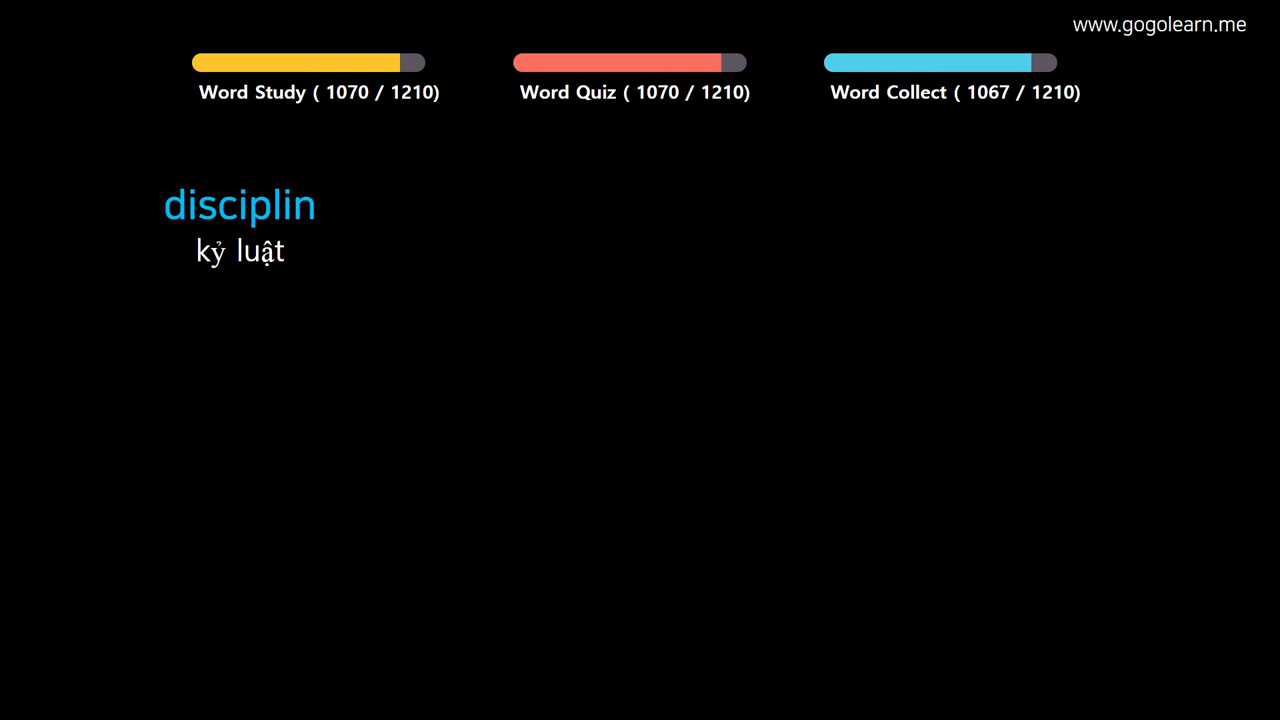 www.gogolearn.me
Word Study ( 1070 / 1210)
Word Quiz ( 1070 / 1210)
Word Collect ( 1067 / 1210)
disciplin
kỷ luật